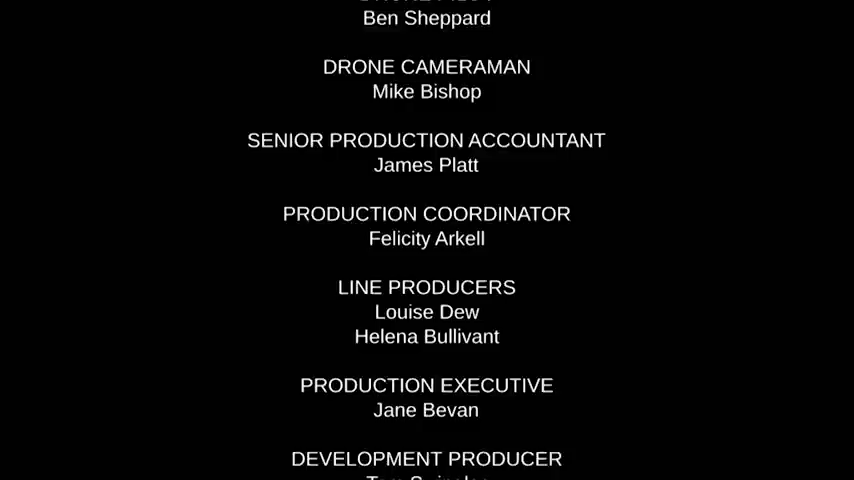 Ben Sheppard
DRONE CAMERAMAN
Mike Bishop
SENIOR PRODUCTION ACCOUNTANT
James Platt
PRODUCTION COORDINATOR
Felicity Arkell
LINE PRODUCERS
Louise Dew
Helena Bullivant
PRODUCTION EXECUTIVE
Jane Bevan
DEVELOPMENT PRODUCER